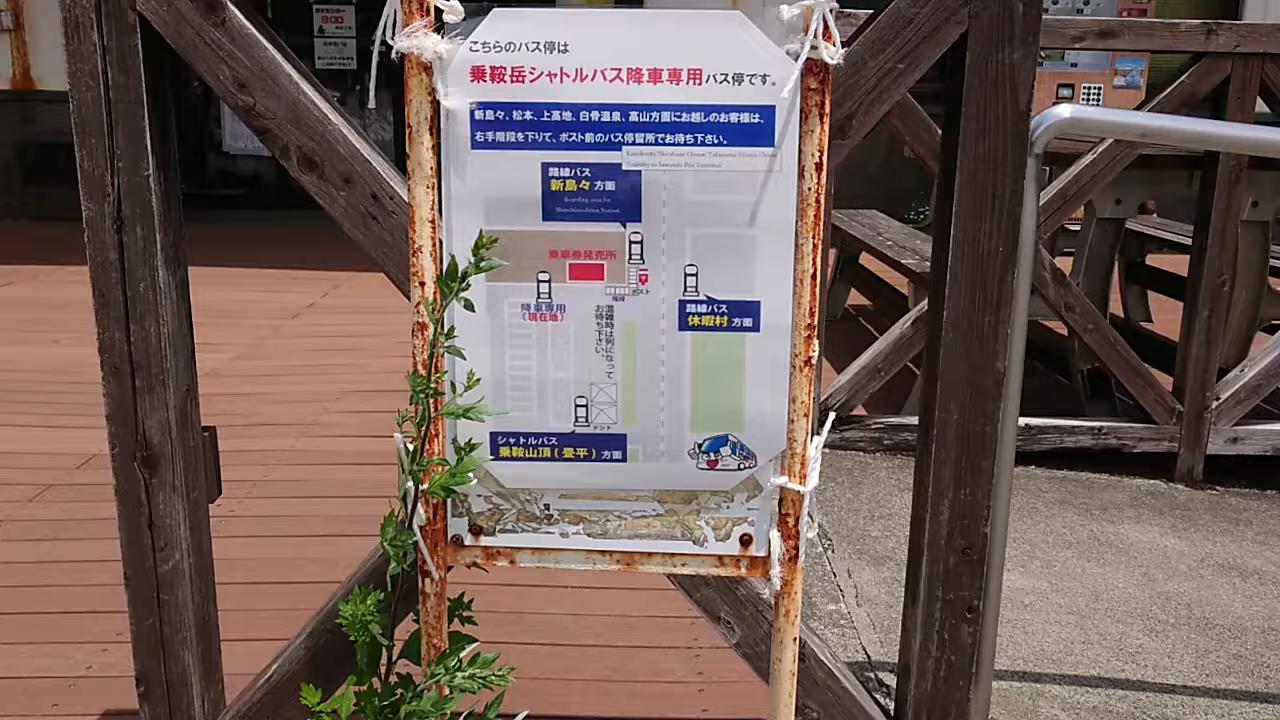 こちらのバス停は
乗鞍岳シャトルバス降車専用バス停です。
新島々、松本、上高地、白骨温泉、高山方面にお越しのお客様は、
右手階段を下りて、ポスト前のバス停留所でお待ち下さい。
路線バス
新島々 方面
Boarding area for
Shinshimashima Station
乗車券発売所
ポスト
階段
降車専用
(現在地)
混雑時は列になって
お待ち下さい。
路線バス
休暇村 方面
テント
シャトルバス
乗鞍山頂(畳平)方面